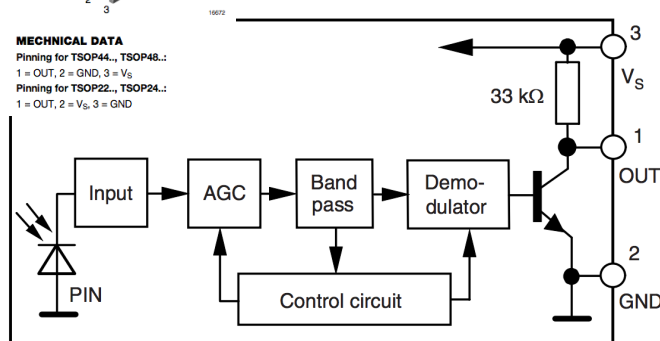 2
3
16672
MECHNICAL DATA
Pinning for TSOP44.., TSOP48..:
1 = OUT, 2 = GND, 3 = VS
Pinning for TSOP22.., TSOP24..:
1 = OUT, 2 = VS, 3 = GND
3
VS
33 kΩ
1
OUT
Input
AGC
Band
pass
Demo-
dulator
2
GND
PIN
Control circuit